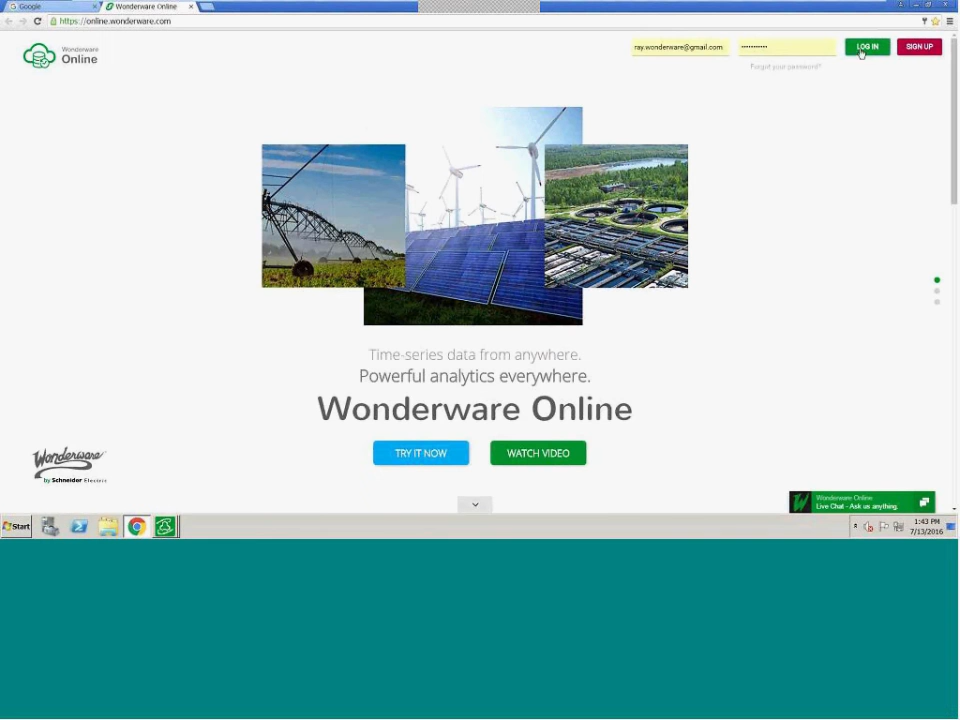 Google
Wonderware Online
https://online.wonderware.com
Wonderware
Online
ray.wonderware@gmail.com
LOG IN
SIGN UP
Forgot your password?
Time-series data from anywhere.
Powerful analytics everywhere.
Wonderware Online
TRY IT NOW
WATCH VIDEO
Wonderware
by Schneider Electric
Wonderware Online
Live Chat - Ask us anything.
Start
1:43 PM
7/13/2016